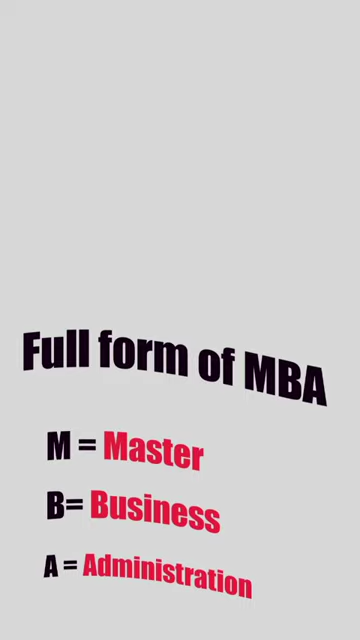 Full form of MBA
M = Master
B= Business
A = Administration